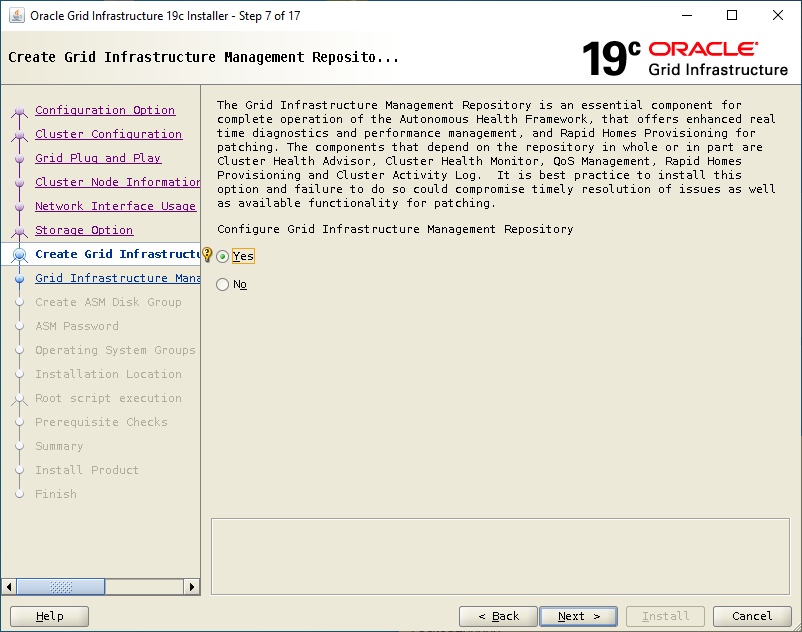 Oracle Grid Infrastructure 19c Installer - Step 7 of 17
Create Grid Infrastructure Management Reposito...
19c ORACLE
Grid Infrastructure
Configuration Option
Cluster Configuration
Grid Plug and Play
Cluster Node Information
Network Interface Usage
Storage Option
Create Grid Infrastructu
Grid Infrastructure Mana
Create ASM Disk Group
ASM Password
Operating System Groups
Installation Location
Root script execution
Prerequisite Checks
Summary
Install Product
Finish
The Grid Infrastructure Management Repository is an essential component for
complete operation of the Autonomous Health Framework, that offers enhanced real
time diagnostics and performance management, and Rapid Homes Provisioning for
patching. The components that depend on the repository in whole or in part are
Cluster Health Advisor, Cluster Health Monitor, QoS Management, Rapid Homes
Provisioning and Cluster Activity Log.  It is best practice to install this
option and failure to do so could compromise timely resolution of issues as well
as available functionality for patching.
Configure Grid Infrastructure Management Repository
Yes
No
Help
< Back
Next >
Install
Cancel